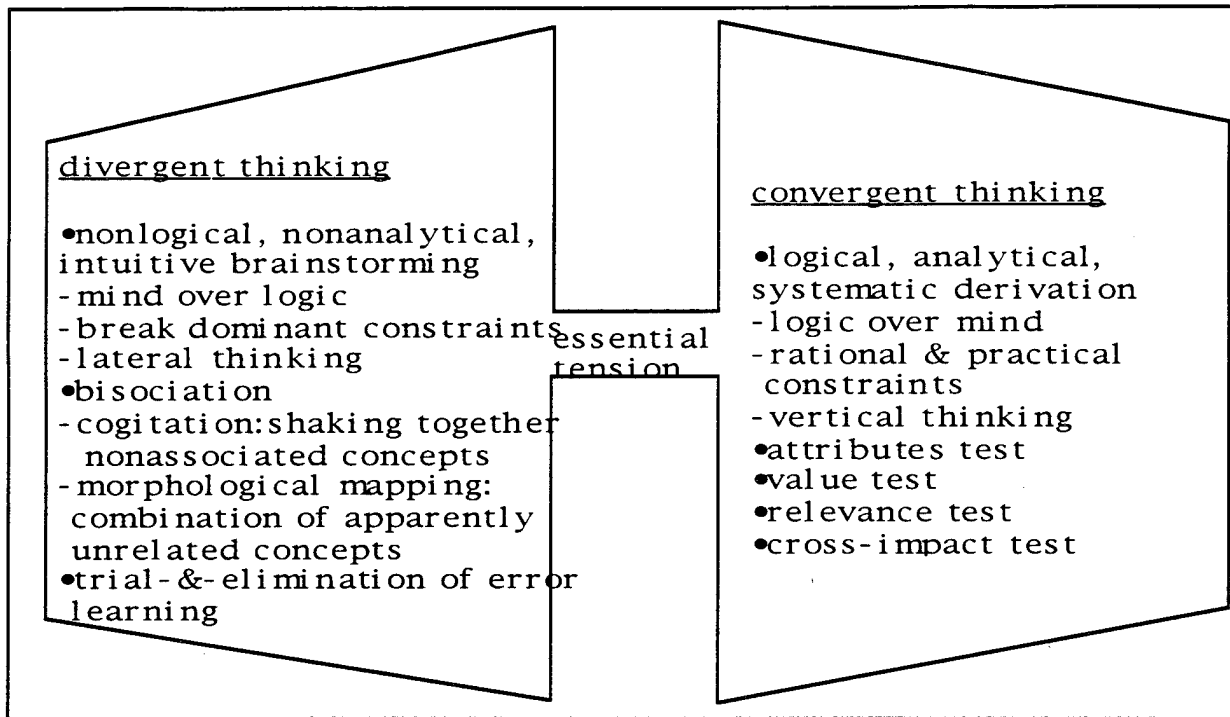 divergent thinking
•nonlogical, nonanalytical,
intuitive brainstorming
-mind over logic
-break dominant constraints
-lateral thinking
•bisociation
-cogitation:shaking together
nonassociated concepts
-morphological mapping:
combination of apparently
unrelated concepts
•trial-&-elimination of error
learning
essential
tension
convergent thinking
•logical, analytical,
systematic derivation
-logic over mind
-rational & practical
constraints
-vertical thinking
•attributes test
•value test
•relevance test
•cross-impact test